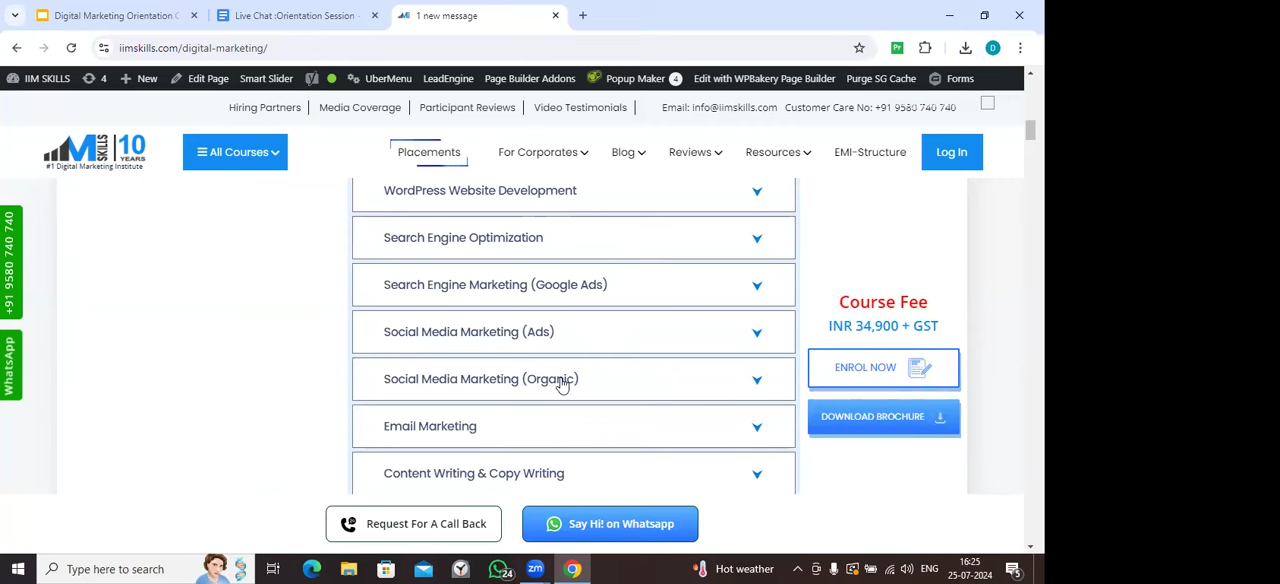 Digital Marketing Orientation C
Live Chat :Orientation Session -
1 new message
iimskills.com/digital-marketing/
Pr
D
IIM SKILLS
4
New
Edit Page
Smart Slider
UberMenu
LeadEngine
Page Builder Addons
Popup Maker 4
Edit with WPBakery Page Builder
Purge SG Cache
Forms
Hiring Partners
Media Coverage
Participant Reviews
Video Testimonials
Email: info@iimskills.com
Customer Care No: +91 9580 740 740
IIM SKILLS 10 YEARS
#1 Digital Marketing Institute
All Courses
Placements
For Corporates
Blog
Reviews
Resources
EMI-Structure
Log In
WordPress Website Development
Search Engine Optimization
Search Engine Marketing (Google Ads)
Social Media Marketing (Ads)
Social Media Marketing (Organic)
Email Marketing
Content Writing & Copy Writing
Course Fee
INR 34,900 + GST
ENROL NOW
DOWNLOAD BROCHURE
+91 9580 740 740
WhatsApp
Request For A Call Back
Say Hi! on Whatsapp
Type here to search
24
zm
Hot weather
ENG
16:25
25-07-2024
5